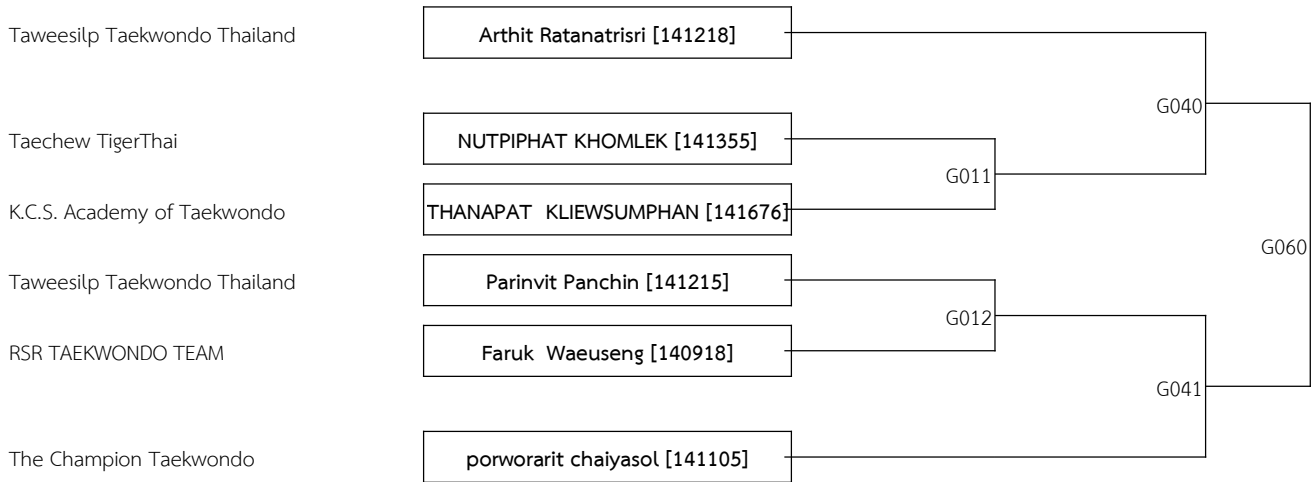 Taweesilp Taekwondo Thailand Arthit Ratanatrisri [141218]
G040
Taechew TigerThai NUTPIPHAT KHOMLEK [141355]
G011
K.C.S. Academy of Taekwondo THANAPAT  KLIEWSUMPHAN [141676]
G060
Taweesilp Taekwondo Thailand Parinvit Panchin [141215]
G012
RSR TAEKWONDO TEAM Faruk  Waeuseng [140918]
G041
The Champion Taekwondo porworarit chaiyasol [141105]